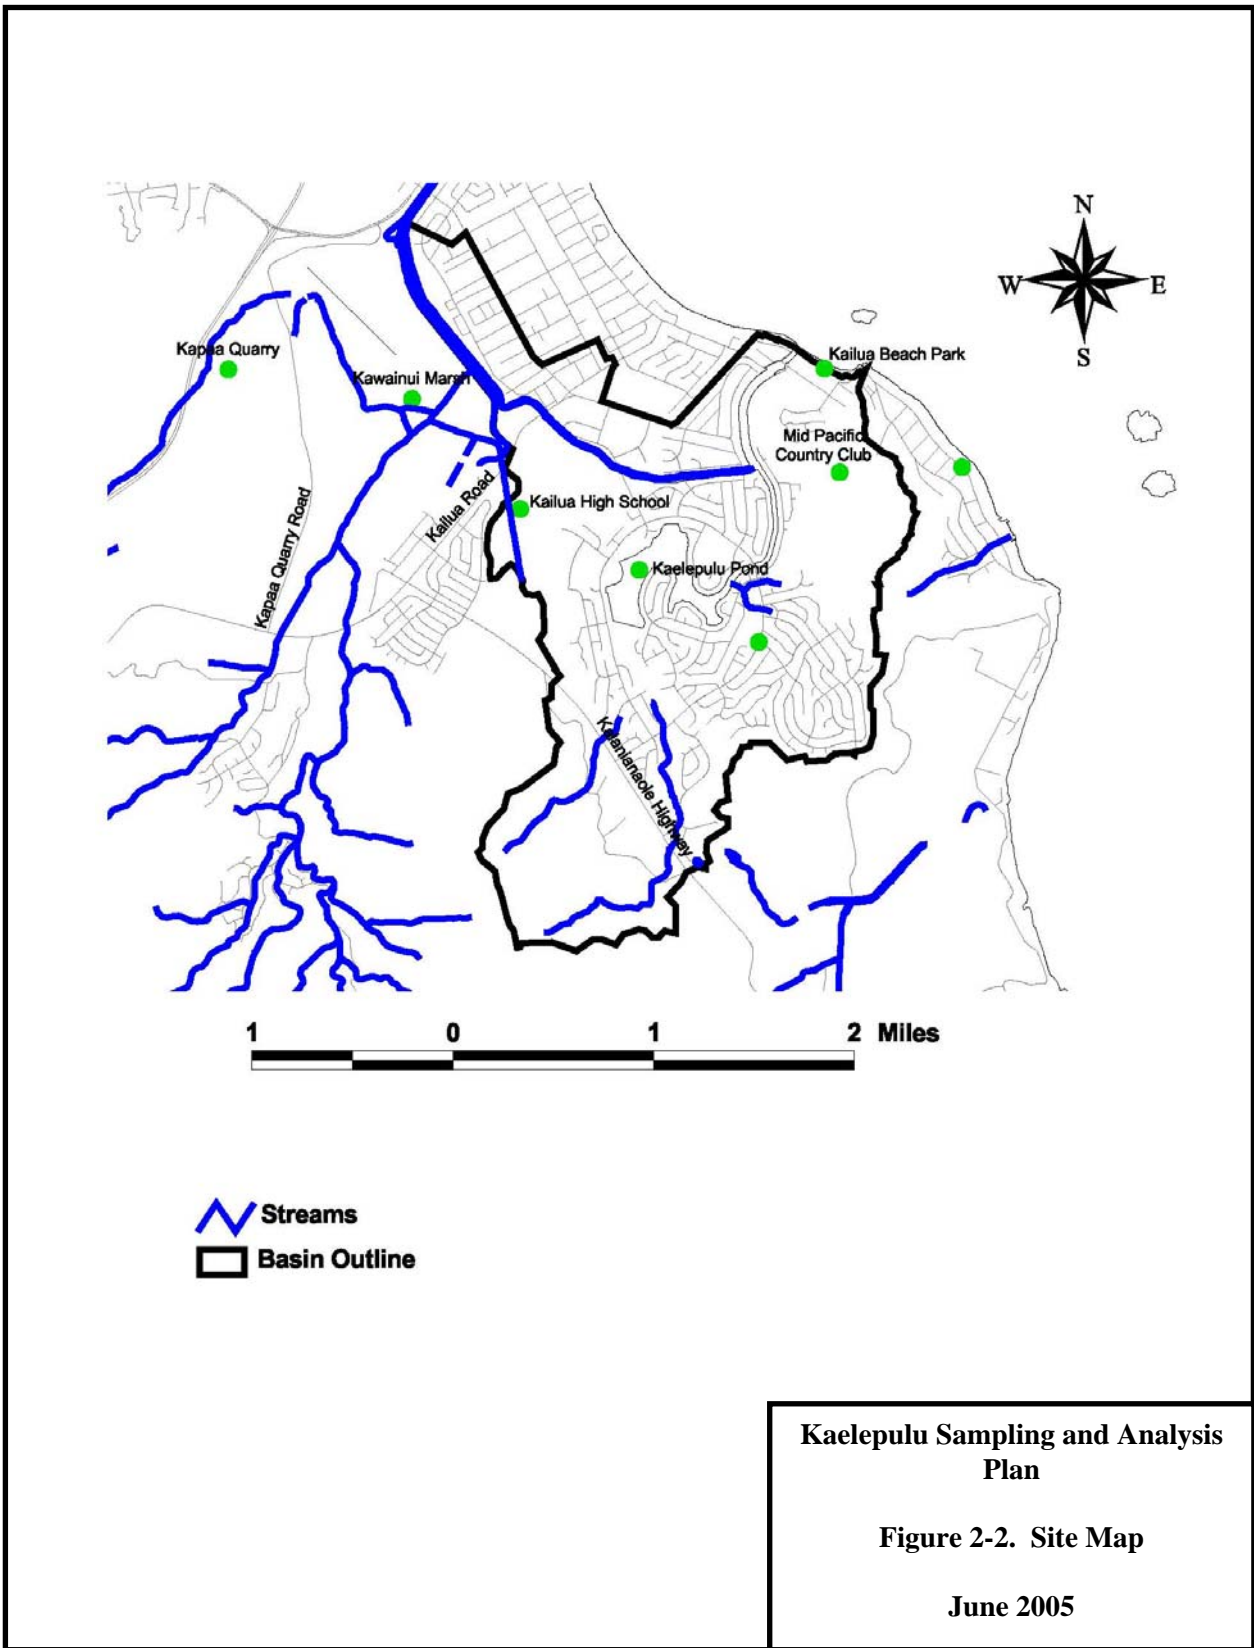 N
W
E
S
Kapaa Quarry
Kailua Beach Park
Kawainui Marsh
Mid Pacific
Country Club
Kailua Road
Kailua High School
Kapaa Quarry Road
Kaelepulu Pond
Kalanianaole Highway
1 0 1 2 Miles
Streams
Basin Outline
Kaelepulu Sampling and Analysis
Plan
Figure 2-2. Site Map
June 2005